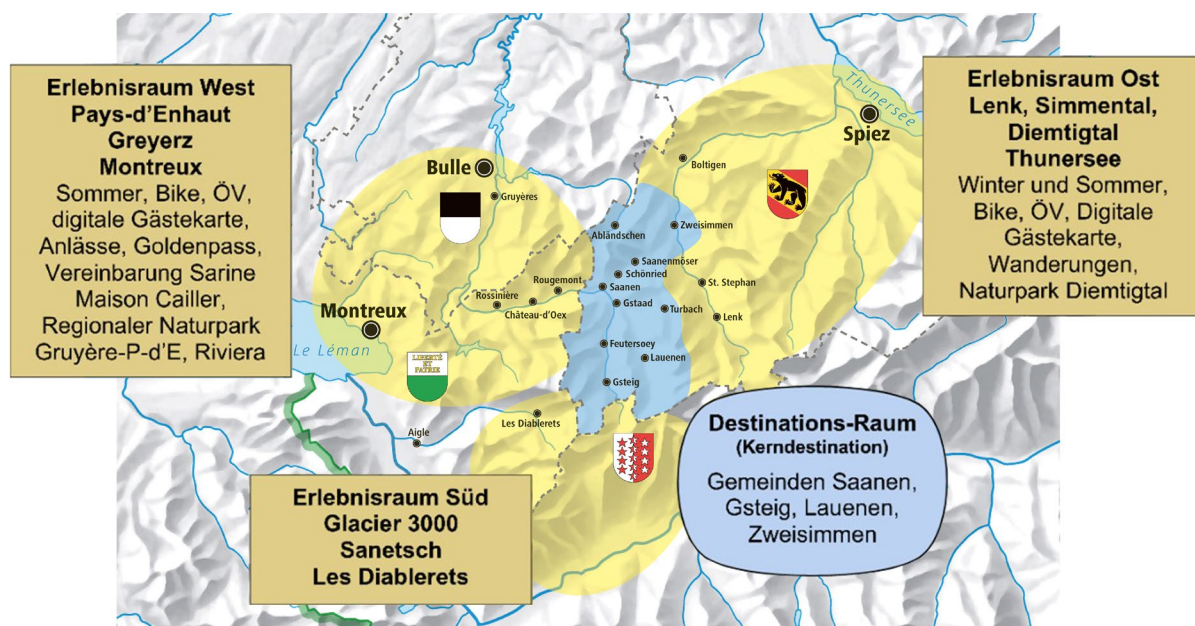 Erlebnisraum West
Pays-d'Enhaut
Greyerz
Montreux
Sommer, Bike, ÖV,
digitale Gästekarte,
Anlässe, Goldenpass,
Vereinbarung Sarine
Maison Cailler,
Regionaler Naturpark
Gruyère-P-d'E, Riviera
Erlebnisraum Ost
Lenk, Simmental,
Diemtigtal
Thunersee
Winter und Sommer,
Bike, ÖV, Digitale
Gästekarte,
Wanderungen,
Naturpark Diemtigtal
Thunersee
Spiez
Boltigen
Bulle
Gruyères
Abländschen
Zweisimmen
Saanenmöser
Schönried
Rougemont
Saanen
St. Stephan
Rossinière
Gstaad
Château-d'Oex
Turbach
Montreux
Lenk
Le Léman
Feutersoey
Lauenen
LIBERTÉ
ET
PATRIE
Gsteig
Les Diablerets
Aigle
Destinations-Raum
(Kerndestination)
Gemeinden Saanen,
Gsteig, Lauenen,
Zweisimmen
Erlebnisraum Süd
Glacier 3000
Sanetsch
Les Diablerets